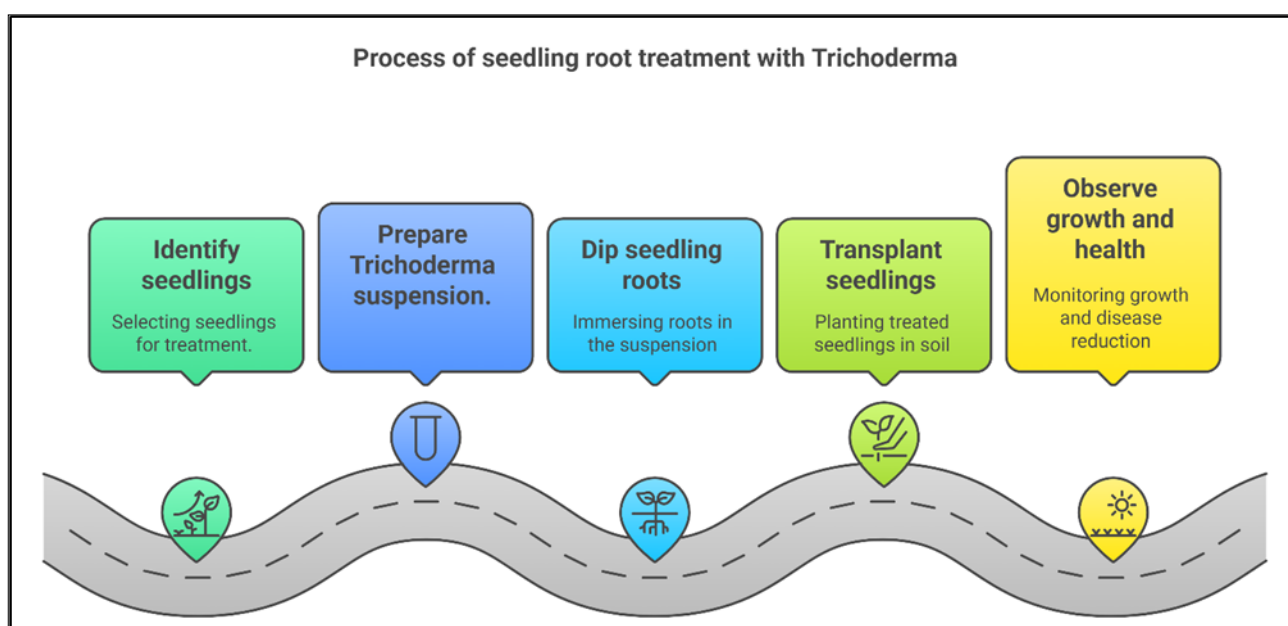 Process of seedling root treatment with Trichoderma
Identify
seedlings
Selecting seedlings
for treatment.
Prepare
Trichoderma
suspension.
Dip seedling
roots
Immersing roots in
the suspension
Transplant
seedlings
Planting treated
seedlings in soil
Observe
growth and
health
Monitoring growth
and disease
reduction